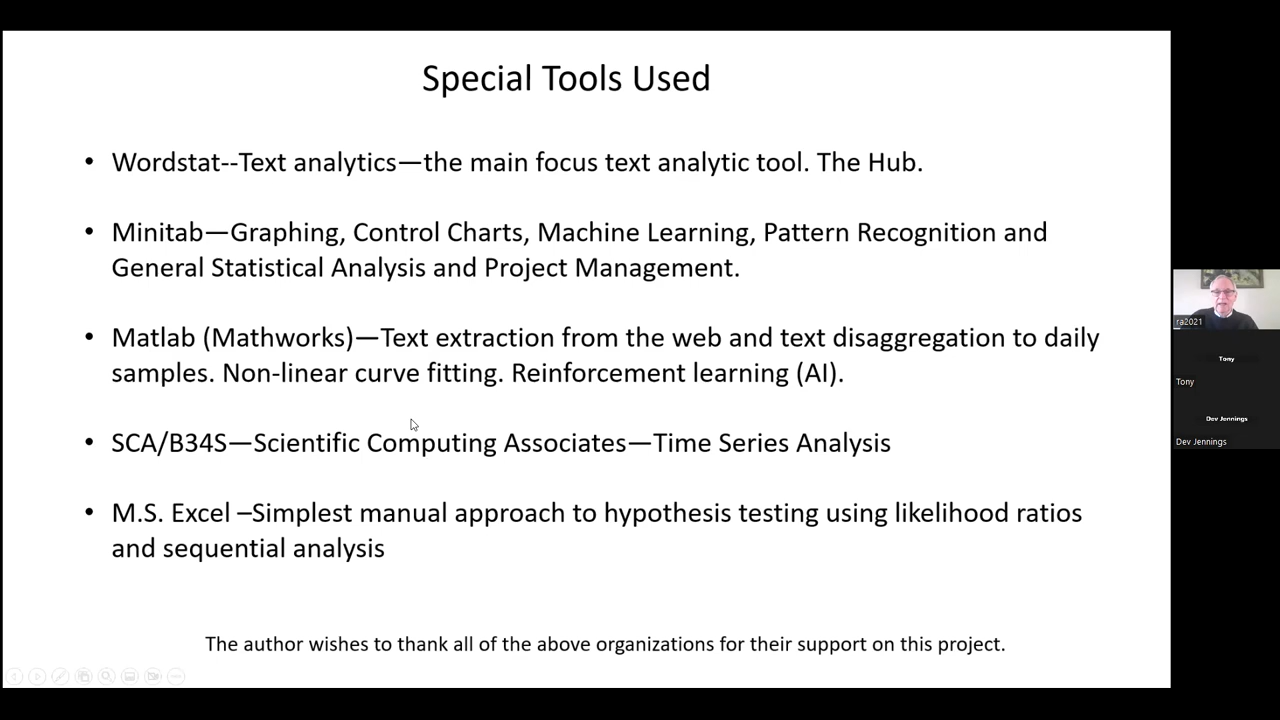 Special Tools Used
• Wordstat--Text analytics—the main focus text analytic tool. The Hub.
• Minitab—Graphing, Control Charts, Machine Learning, Pattern Recognition and
General Statistical Analysis and Project Management.
• Matlab (Mathworks)—Text extraction from the web and text disaggregation to daily
samples. Non-linear curve fitting. Reinforcement learning (AI).
• SCA/B34S—Scientific Computing Associates—Time Series Analysis
• M.S. Excel –Simplest manual approach to hypothesis testing using likelihood ratios
and sequential analysis
The author wishes to thank all of the above organizations for their support on this project.
ra2021
Tony
Tony
Dev Jennings
Dev Jennings